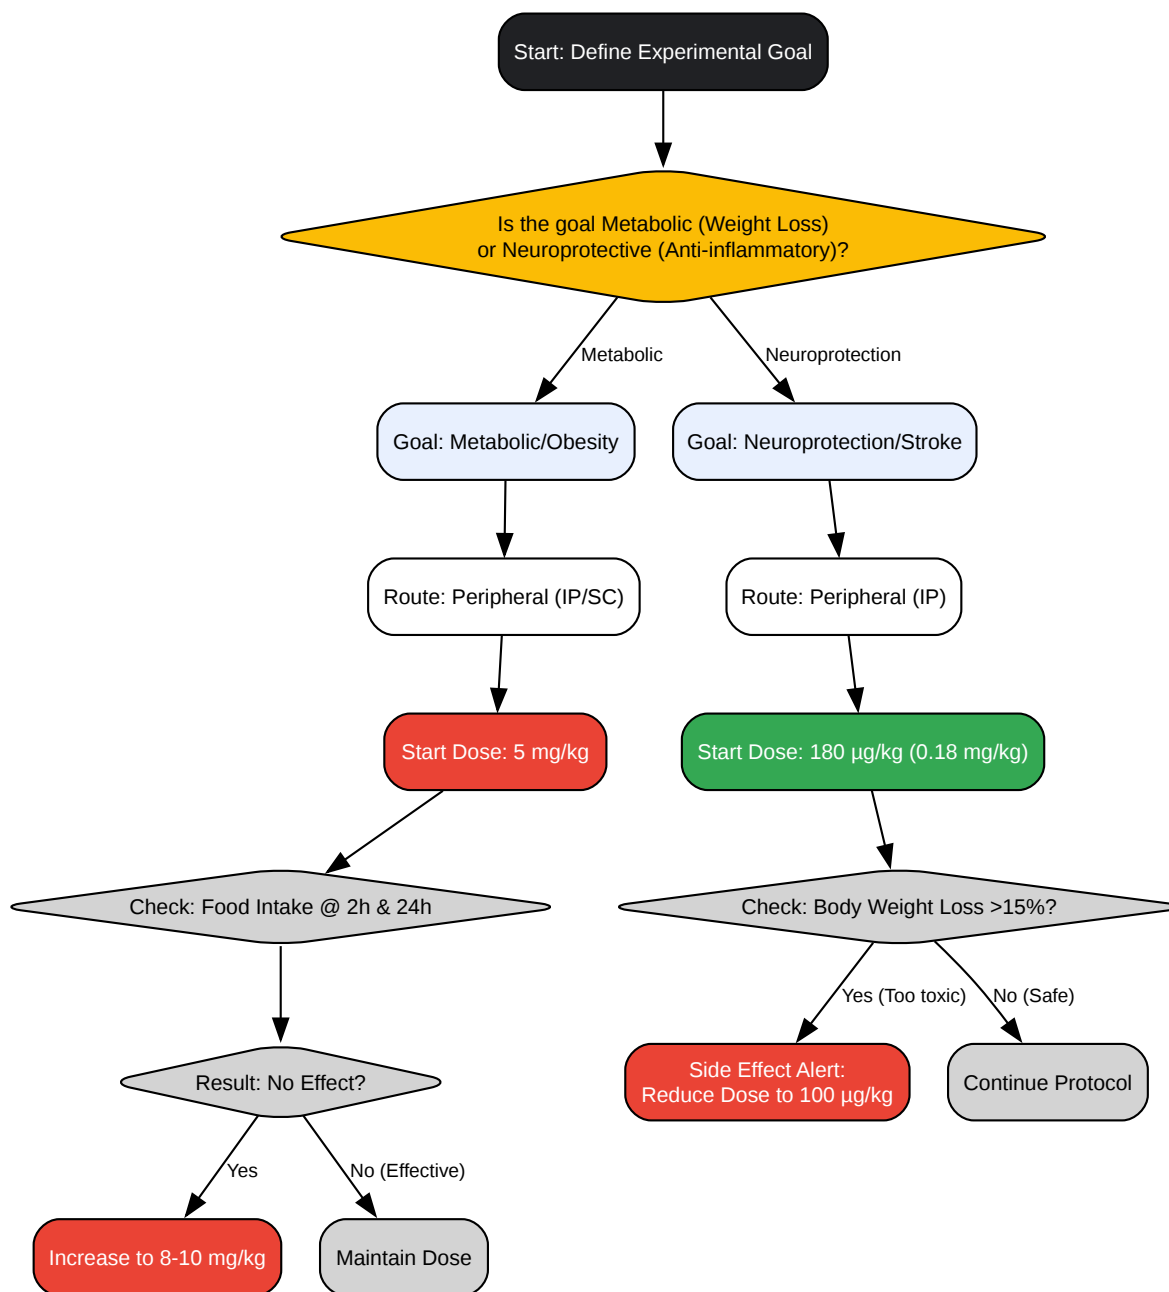 Start: Define Experimental Goal
Is the goal Metabolic (Weight Loss)
or Neuroprotective (Anti-inflammatory)?
Metabolic
Neuroprotection
Goal: Metabolic/Obesity
Goal: Neuroprotection/Stroke
Route: Peripheral (IP/SC)
Route: Peripheral (IP)
Start Dose: 5 mg/kg
Start Dose: 180 µg/kg (0.18 mg/kg)
Check: Food Intake @ 2h & 24h
Check: Body Weight Loss >15%?
Yes (Too toxic)
No (Safe)
Result: No Effect?
Side Effect Alert:
Reduce Dose to 100 µg/kg
Continue Protocol
Yes
No (Effective)
Increase to 8-10 mg/kg
Maintain Dose